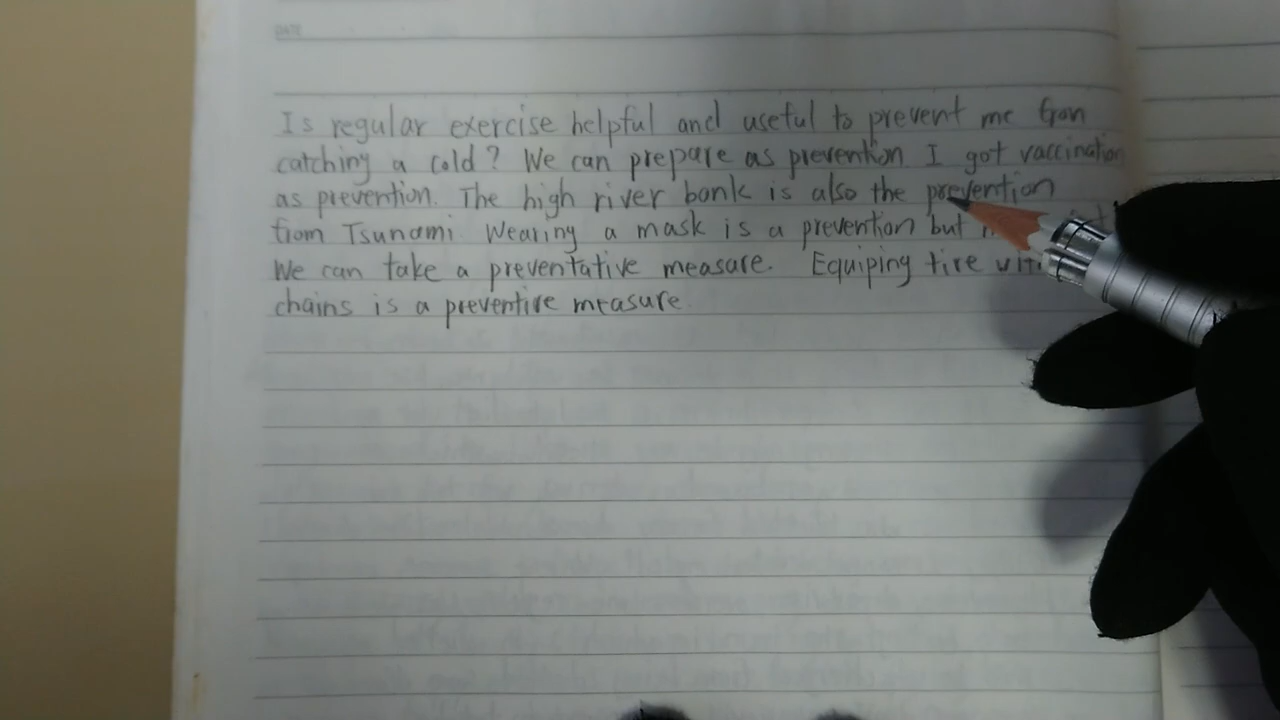 DATE
Is regular exercise helpful and useful to prevent me from
catching a cold? We can prepare as prevention I got vaccination
as prevention. The high river bank is also the prevention
from Tsunami Wearing a mask is a prevention but
We can take a preventative measure. Equiping tire with
chains is a preventive measure